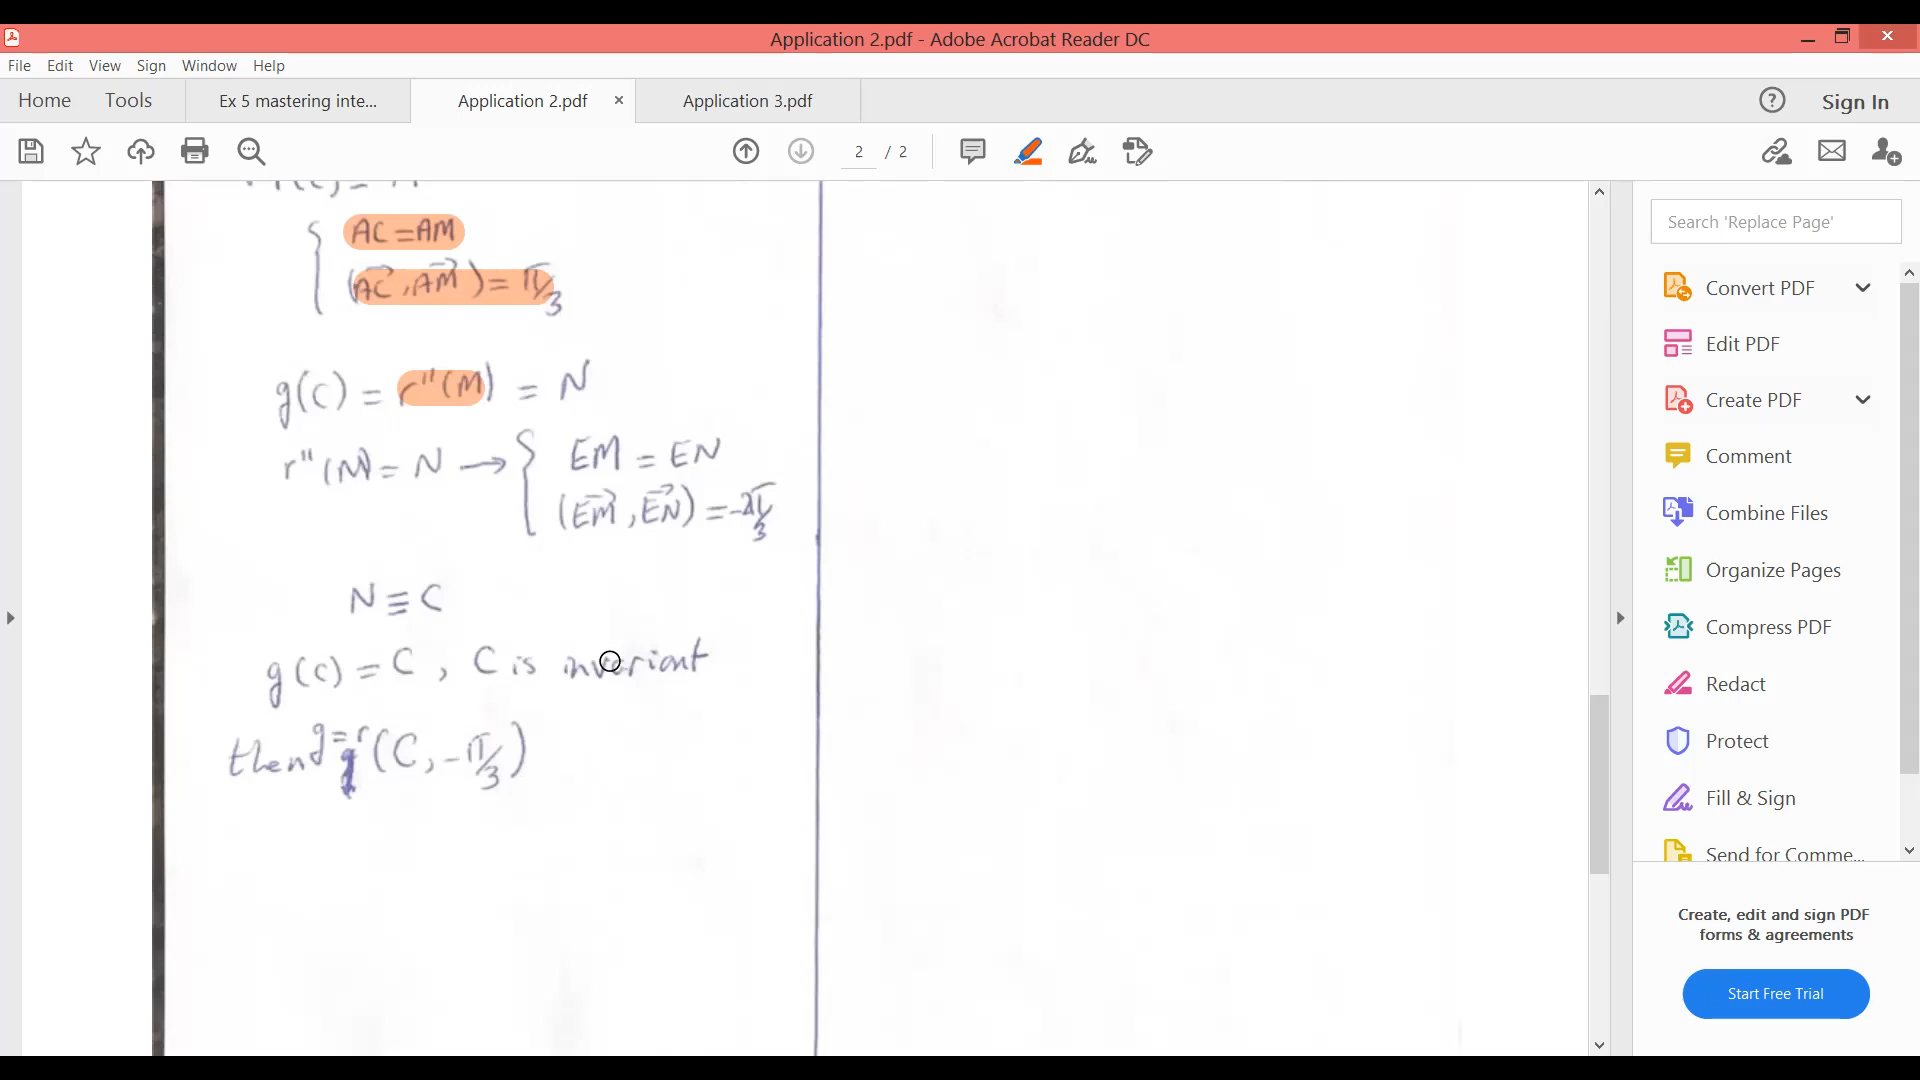 Application 2.pdf - Adobe Acrobat Reader DC
File Edit View Sign Window Help
Home Tools Ex 5 mastering inte... Application 2.pdf × Application 3.pdf Sign In
2 / 2
AC = AM
(AC, AM) = π/3
g(C) = r"(M) = N
r"(M) = N → EM = EN
(EM, EN) = -2π/3
N ≡ C
g(C) = C, C is invariant
then g = r(C, -π/3)
Search 'Replace Page'
Convert PDF
Edit PDF
Create PDF
Comment
Combine Files
Organize Pages
Compress PDF
Redact
Protect
Fill & Sign
Send for Comme...
Create, edit and sign PDF
forms & agreements
Start Free Trial